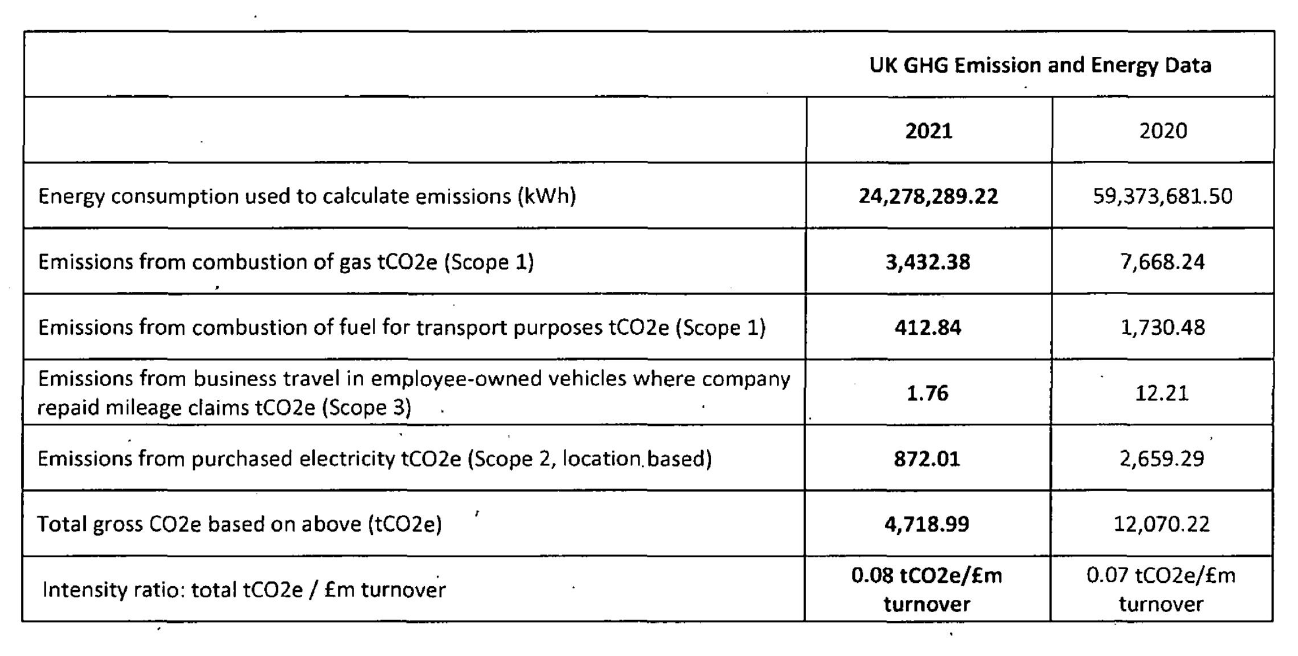 UK GHG Emission and Energy Data
2021 2020
Energy consumption used to calculate emissions (kWh) 24,278,289.22 59,373,681.50
Emissions from combustion of gas tCO2e (Scope 1) 3,432.38 7,668.24
Emissions from combustion of fuel for transport purposes tCO2e (Scope 1) 412.84 1,730.48
Emissions from business travel in employee-owned vehicles where company
repaid mileage claims tCO2e (Scope 3) 1.76 12.21
Emissions from purchased electricity tCO2e (Scope 2, location based) 872.01 2,659.29
Total gross CO2e based on above (tCO2e) 4,718.99 12,070.22
Intensity ratio: total tCO2e / £m turnover 0.08 tCO2e/£m 0.07 tCO2e/£m
turnover turnover